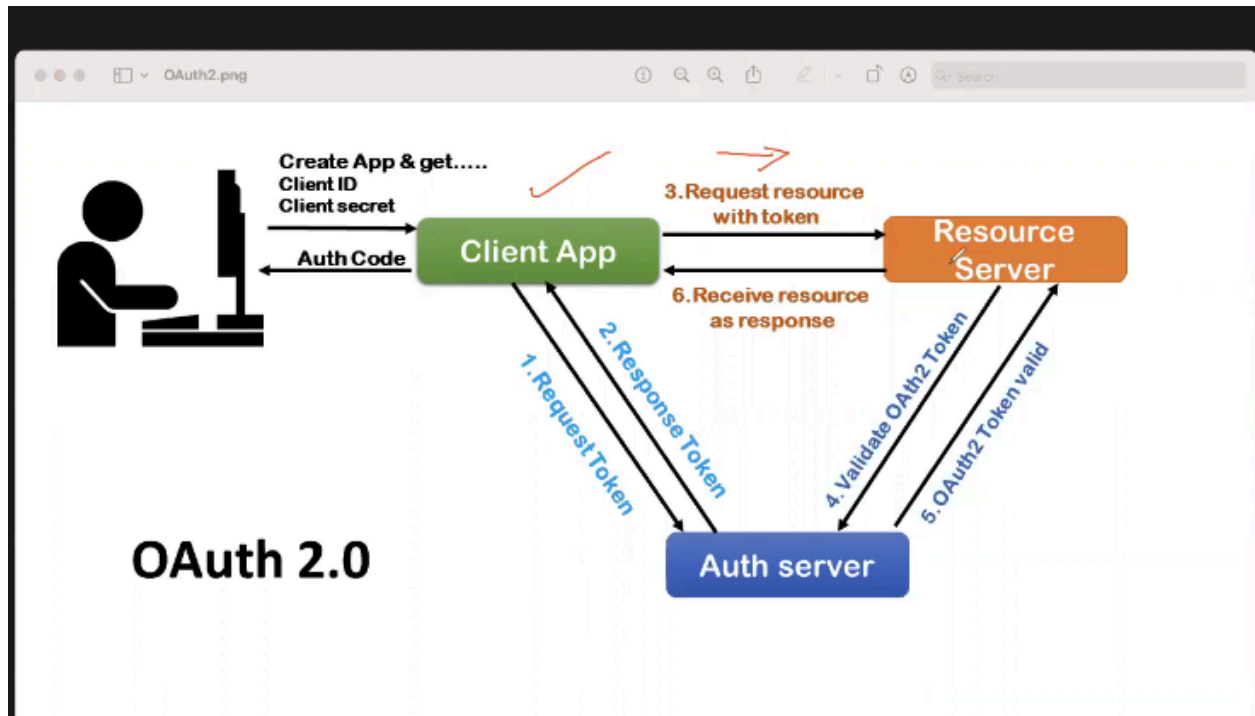 OAuth2.png
Search
Create App & get.....
Client ID
Client secret
Auth Code
Client App
3.Request resource
with token
Resource
Server
6.Receive resource
as response
1.Request Token
2.Response Token
4.Validate OAth2 Token
5.OAuth2 Token valid
OAuth 2.0
Auth server